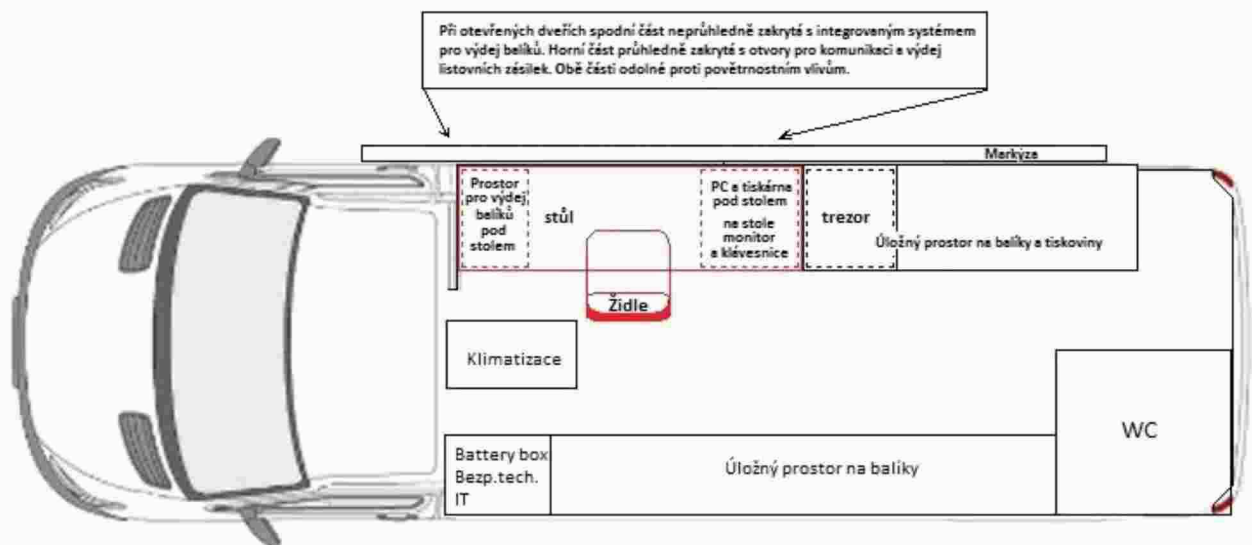 Při otevřených dveřích spodní část neprůhledně zakrytá s integrovaným systémem
pro výdej balíků. Horní část průhledně zakrytá s otvory pro komunikaci a výdej
listovních zásilek. Obě části odolné proti povětrnostním vlivům.
Markýza
Prostor
pro výdej
balíků
pod
stolem
stůl
PC a tiskárna
pod stolem
na stole
monitor
a klávesnice
trezor
Úložný prostor na balíky a tiskoviny
Židle
Klimatizace
WC
Battery box
Bezp.tech.
IT
Úložný prostor na balíky